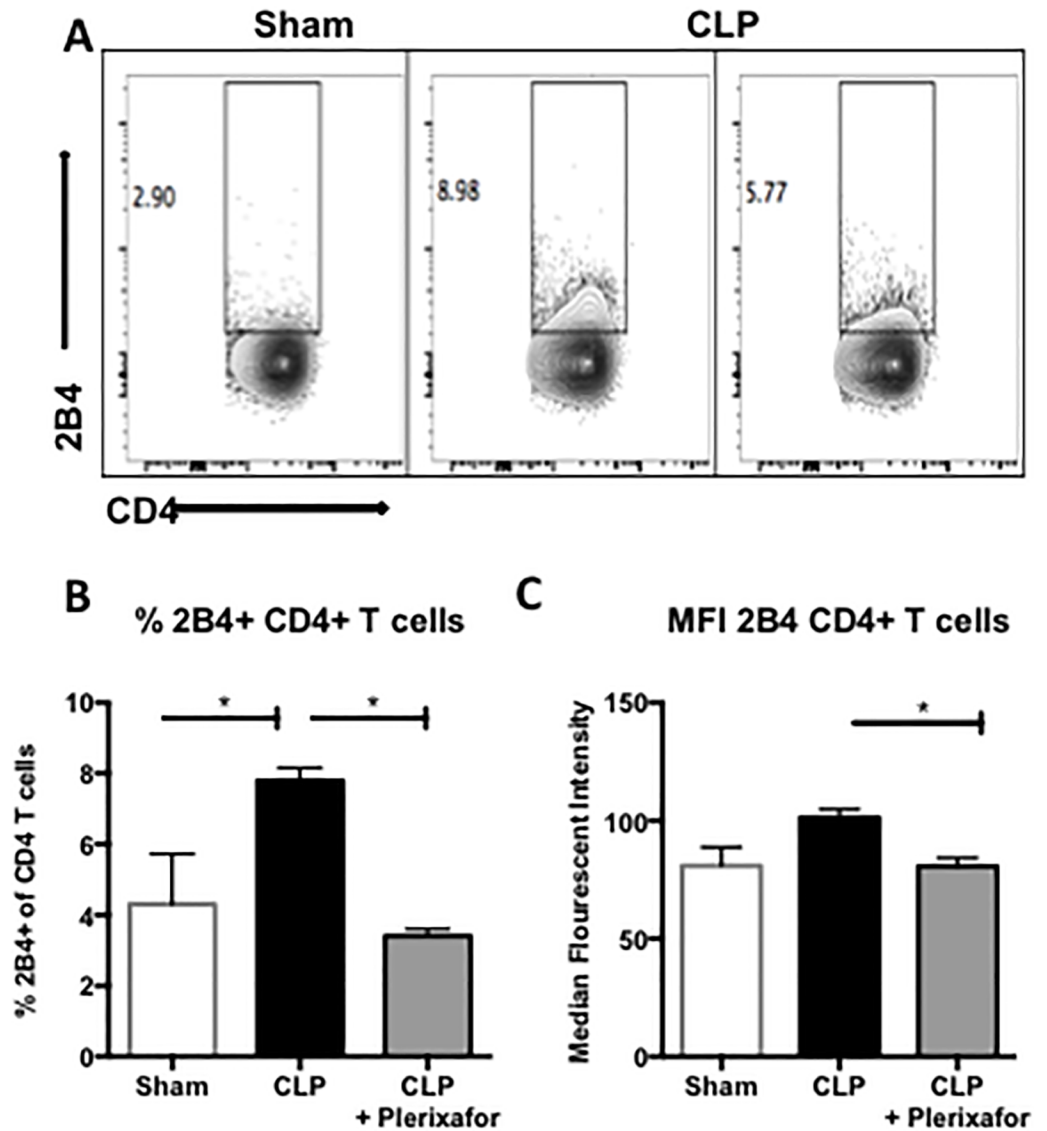 A
Sham
CLP
2.90
8.98
5.77
2B4
CD4
B
% 2B4+ CD4+ T cells
% 2B4+ of CD4 T cells
10
8
6
4
2
0
*
*
Sham
CLP
CLP
+ Plerixafor
C
MFI 2B4 CD4+ T cells
Median Flourescent Intensity
150
100
50
0
*
Sham
CLP
CLP
+ Plerixafor